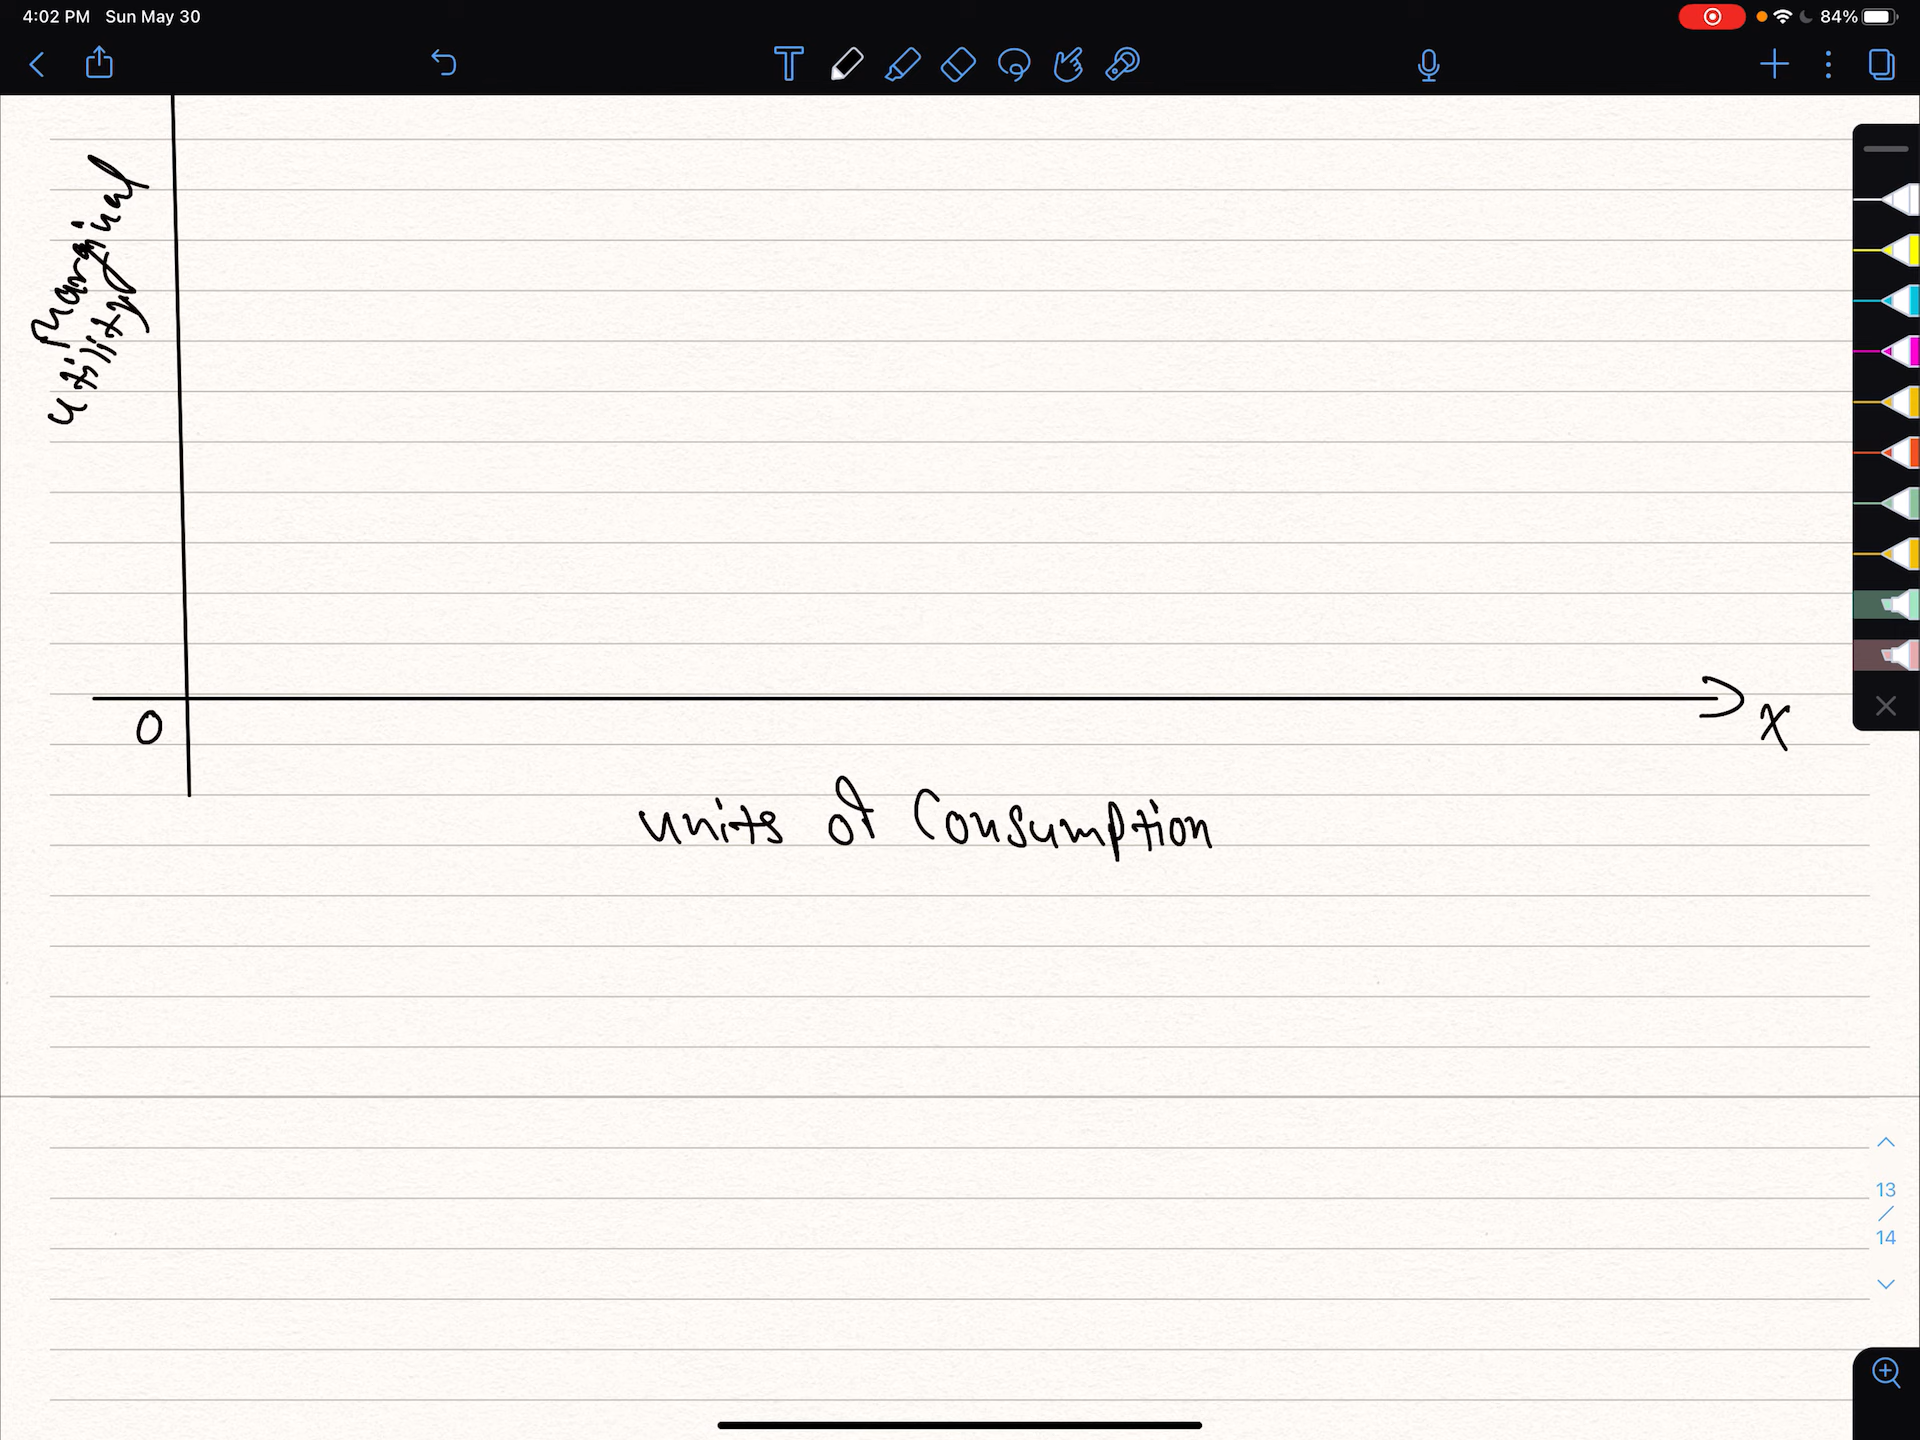 4:02 PM Sun May 30
84%
Marginal
utility
0
X
units of Consumption
13
/
14